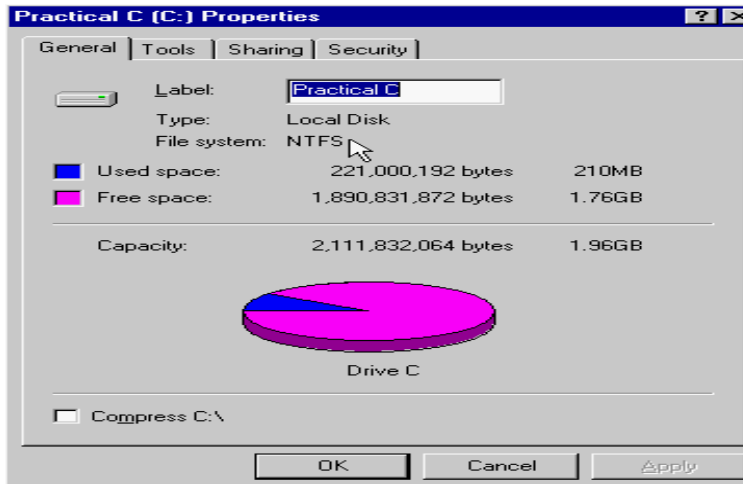 Practical C (C:) Properties
General Tools Sharing Security
Label: Practical C
Type: Local Disk
File system: NTFS
Used space: 221,000,192 bytes 210MB
Free space: 1,890,831,872 bytes 1.76GB
Capacity: 2,111,832,064 bytes 1.96GB
Drive C
Compress C:\
OK Cancel Apply